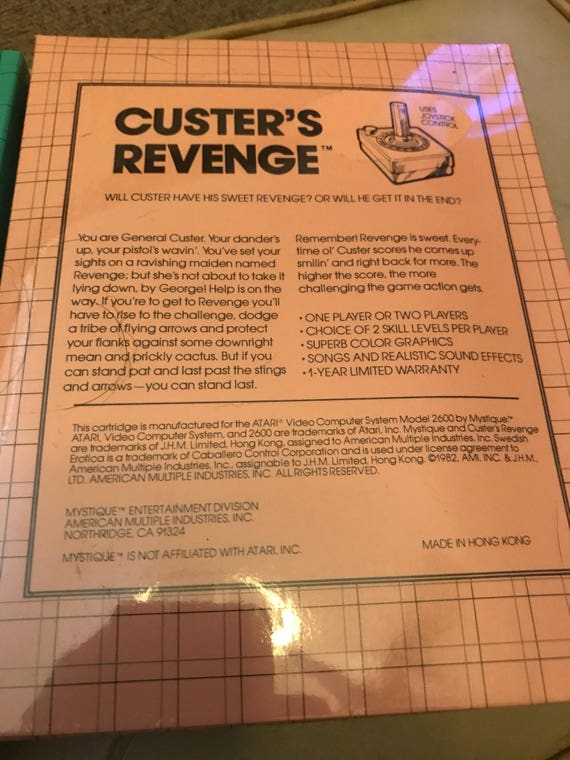 CUSTER'S
REVENGE™
USES
JOYSTICK
CONTROL
WILL CUSTER HAVE HIS SWEET REVENGE? OR WILL HE GET IT IN THE END?
You are General Custer. Your dander's
up, your pistol's wavin'. You've set your
sights on a ravishing maiden named
Revenge; but she's not about to take it
lying down, by George! Help is on the
way. If you're to get to Revenge you'll
have to rise to the challenge, dodge
a tribe of flying arrows and protect
your flanks against some downright
mean and prickly cactus. But if you
can stand pat and last past the stings
and arrows—you can stand last.
Remember! Revenge is sweet. Every-
time ol' Custer scores he comes up
smilin' and right back for more. The
higher the score, the more
challenging the game action gets.
• ONE PLAYER OR TWO PLAYERS
• CHOICE OF 2 SKILL LEVELS PER PLAYER
• SUPERB COLOR GRAPHICS
• SONGS AND REALISTIC SOUND EFFECTS
• 1-YEAR LIMITED WARRANTY
This cartridge is manufactured for the ATARI® Video Computer System Model 2600 by Mystique™
ATARI, Video Computer System, and 2600 are trademarks of Atari, Inc. Mystique and Custer's Revenge
are trademarks of J.H.M. Limited, Hong Kong, assigned to American Multiple Industries, Inc. Swedish
Erotica is a trademark of Caballero Control Corporation and is used under license agreement to
American Multiple Industries, Inc., assignable to J.H.M. Limited, Hong Kong. ©1982, AMI, INC. & J.H.M.,
LTD. AMERICAN MULTIPLE INDUSTRIES, INC. ALL RIGHTS RESERVED.
MYSTIQUE™ ENTERTAINMENT DIVISION
AMERICAN MULTIPLE INDUSTRIES, INC.
NORTHRIDGE, CA 91324
MYSTIQUE™ IS NOT AFFILIATED WITH ATARI, INC.
MADE IN HONG KONG